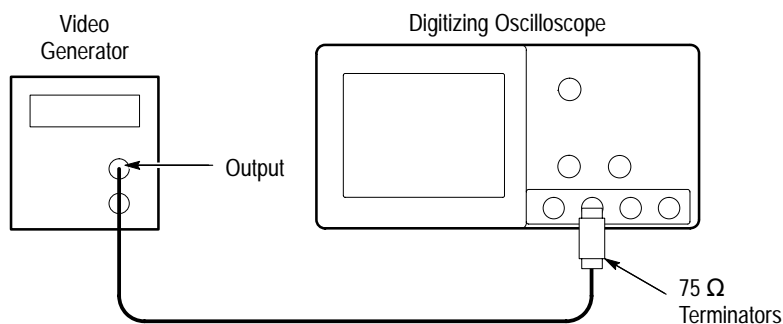 Video
Generator
Digitizing Oscilloscope
Output
75 Ω
Terminators